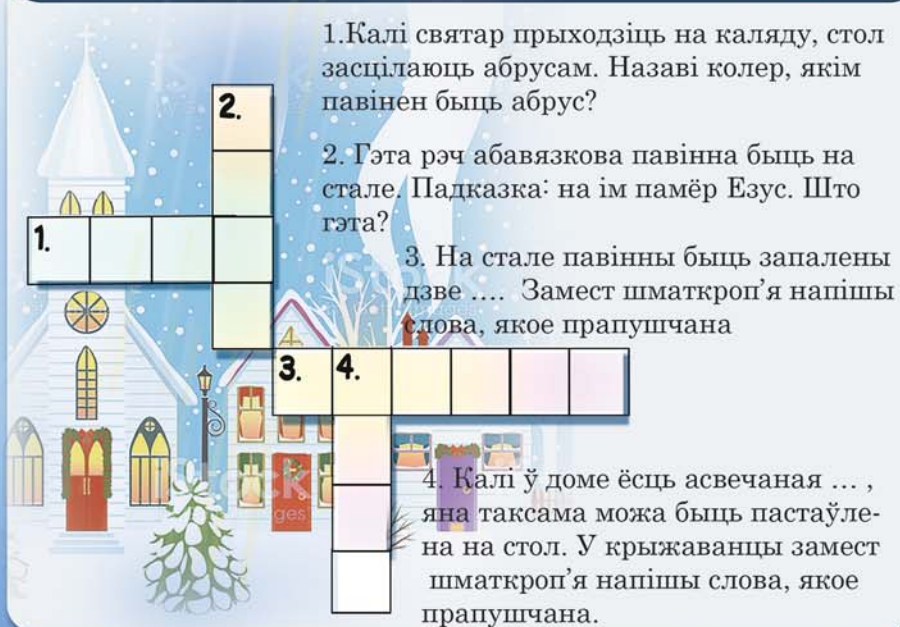 1.Калі святар прыходзіць на каляду, стол
засцілаюць абрусам. Назаві колер, якім
павінен быць абрус?
2.
2. Гэта рэч абавязкова павінна быць на
стале. Падказка: на ім памёр Езус. Што
гэта?
1.
3. На стале павінны быць запалены
дзве .... Замест шматкроп'я напішы
слова, якое прапушчана
3.
4.
4. Калі ў доме ёсць асвечаная ... ,
яна таксама можа быць пастаўле-
на на стол. У крыжаванцы замест
шматкроп'я напішы слова, якое
прапушчана.